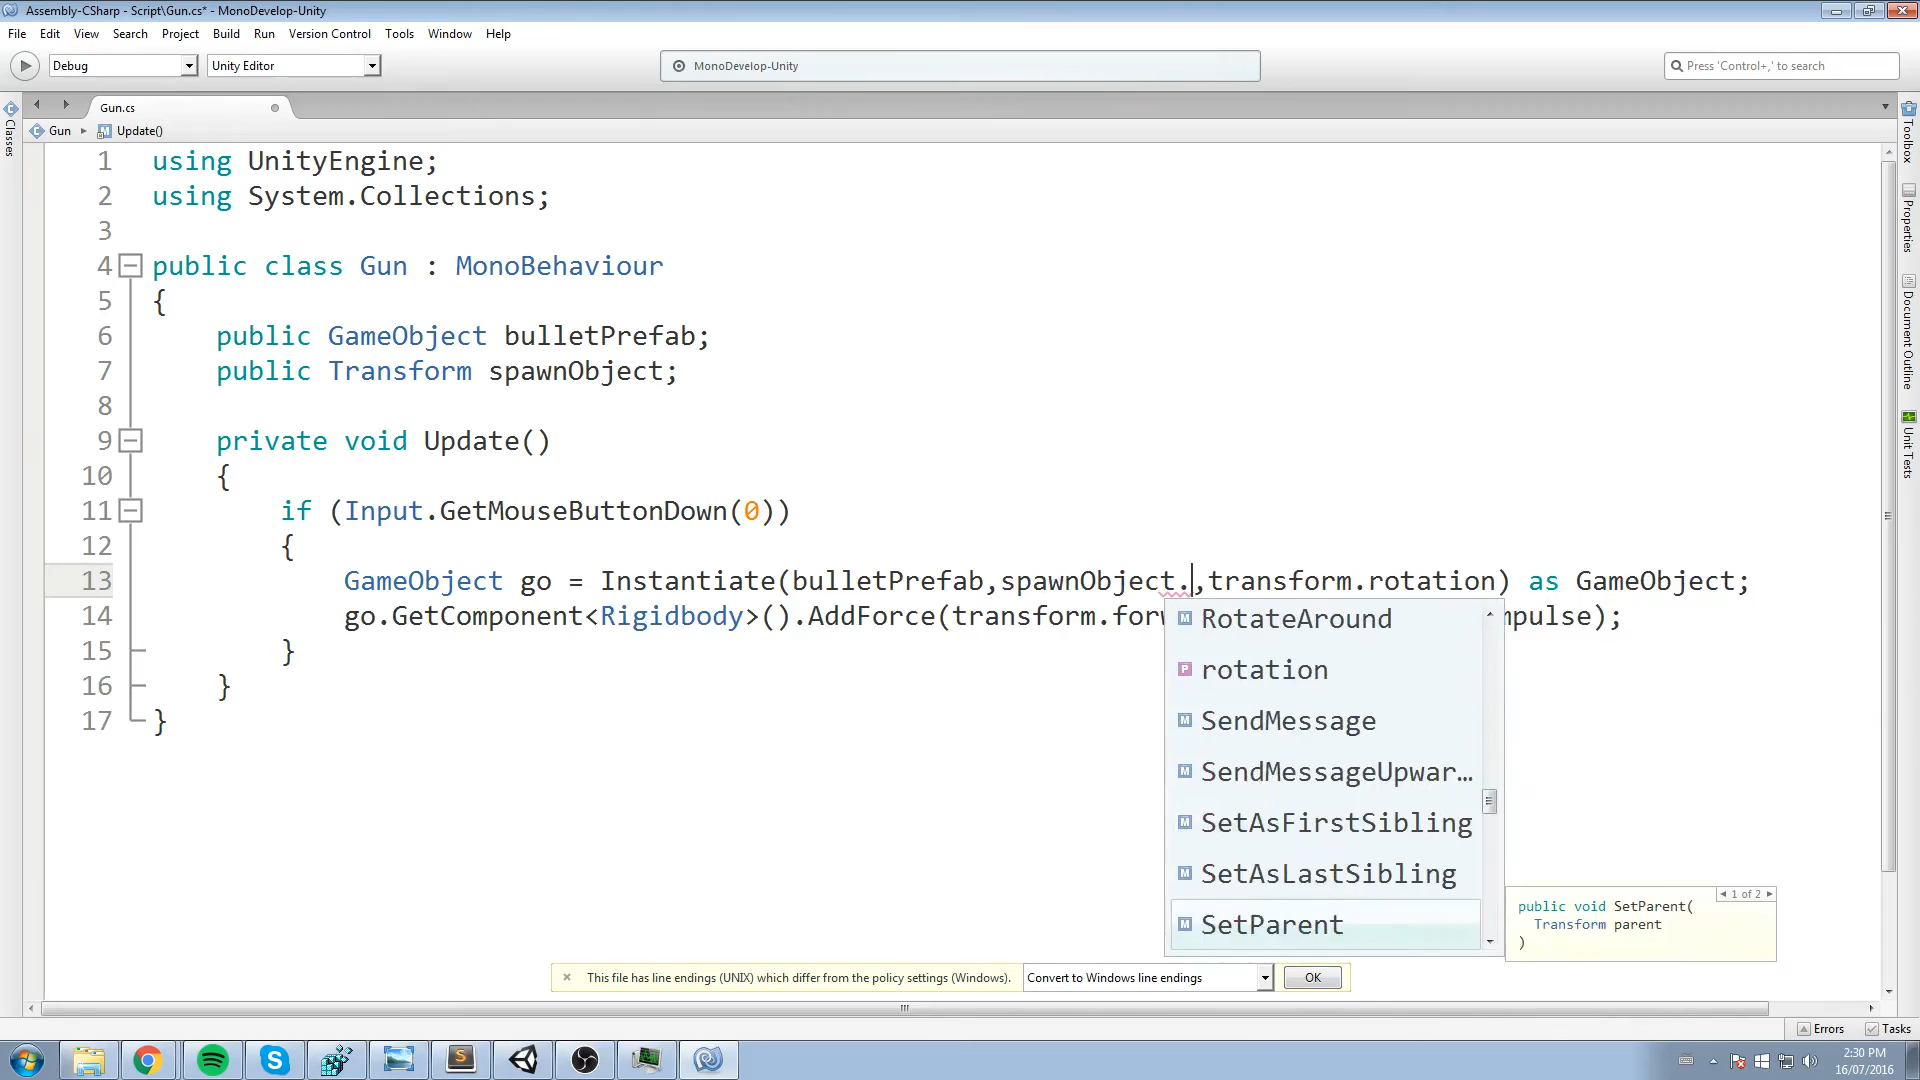 Assembly-CSharp - Script\Gun.cs* - MonoDevelop-Unity
File Edit View Search Project Build Run Version Control Tools Window Help
Debug Unity Editor MonoDevelop-Unity Press 'Control+,' to search
Gun.cs
Gun Update()
Classes
Toolbox
Properties
Document Outline
Unit Tests
1 using UnityEngine;
2 using System.Collections;
3
4 public class Gun : MonoBehaviour
5 {
6 public GameObject bulletPrefab;
7 public Transform spawnObject;
8
9 private void Update()
10 {
11 if (Input.GetMouseButtonDown(0))
12 {
13 GameObject go = Instantiate(bulletPrefab,spawnObject.,transform.rotation) as GameObject;
14 go.GetComponent<Rigidbody>().AddForce(transform.for mpulse);
15 }
16 }
17 }
RotateAround
rotation
SendMessage
SendMessageUpwar...
SetAsFirstSibling
SetAsLastSibling
SetParent
1 of 2
public void SetParent(
Transform parent
)
This file has line endings (UNIX) which differ from the policy settings (Windows). Convert to Windows line endings OK
Errors Tasks
2:30 PM
16/07/2016